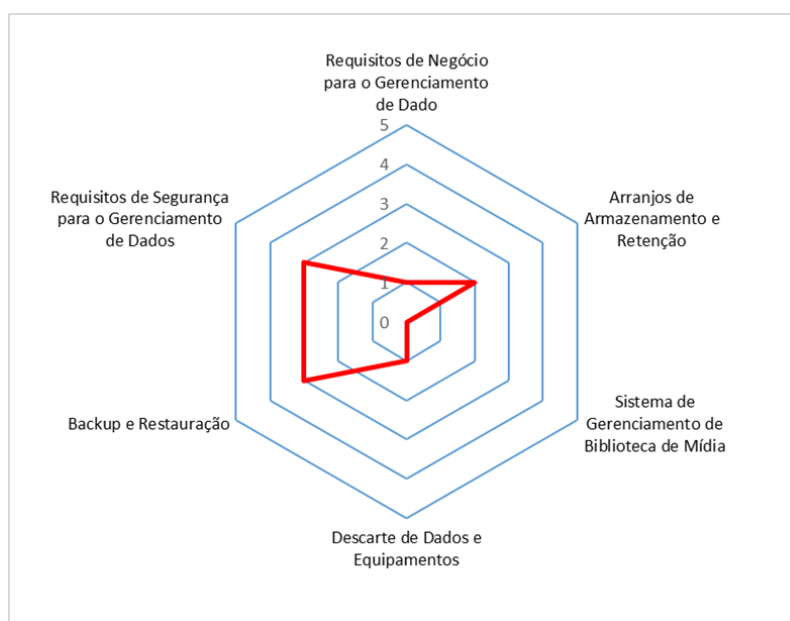 Requisitos de Negócio
para o Gerenciamento
de Dado
5
4
3
2
1
0
Requisitos de Segurança
para o Gerenciamento
de Dados
Arranjos de
Armazenamento e
Retenção
Backup e Restauração
Sistema de
Gerenciamento de
Biblioteca de Mídia
Descarte de Dados e
Equipamentos